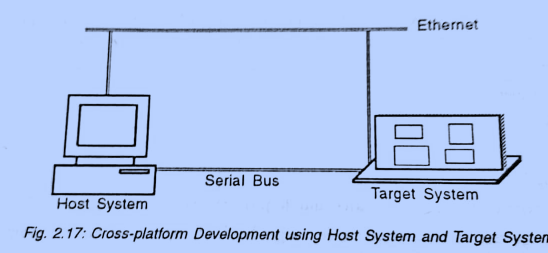 Ethernet
Serial Bus
Target System
Host System
Fig. 2.17: Cross-platform Development using Host System and Target System